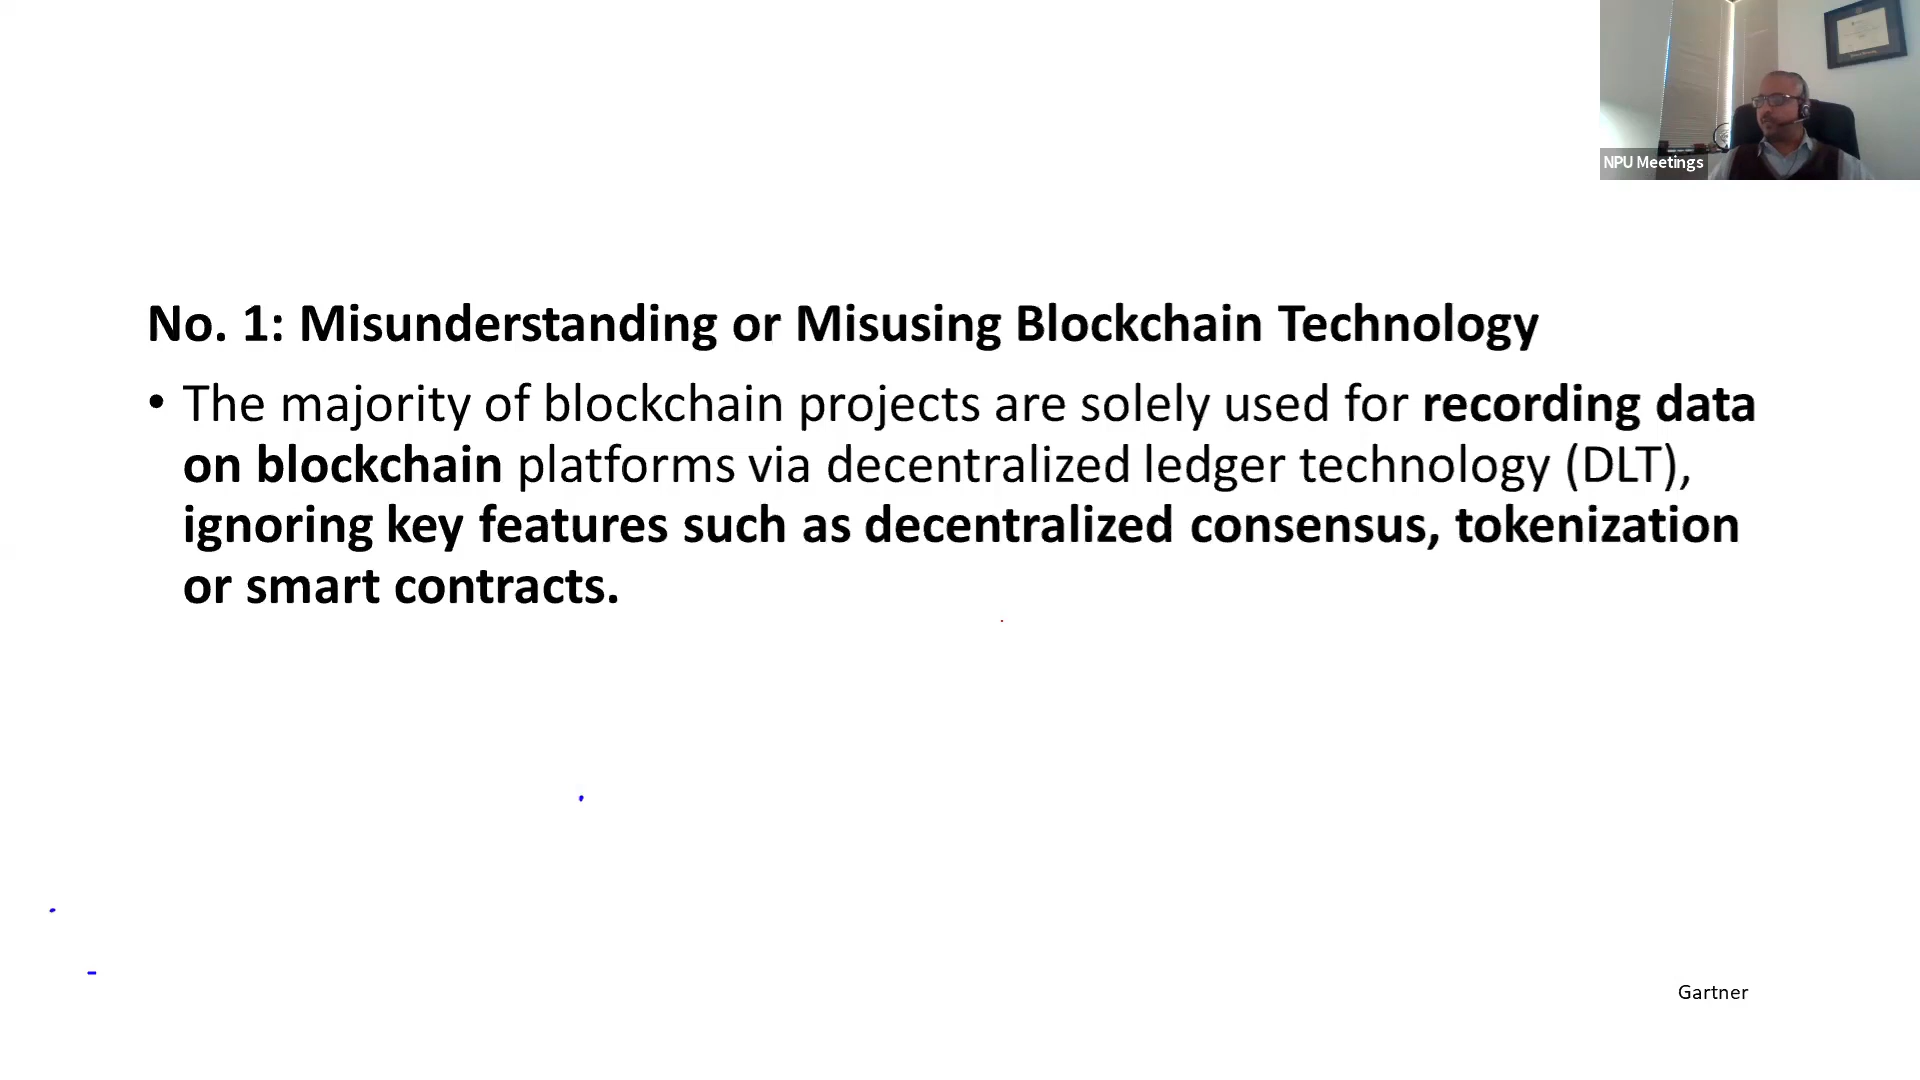 NPU Meetings
No. 1: Misunderstanding or Misusing Blockchain Technology
• The majority of blockchain projects are solely used for recording data
on blockchain platforms via decentralized ledger technology (DLT),
ignoring key features such as decentralized consensus, tokenization
or smart contracts.
Gartner